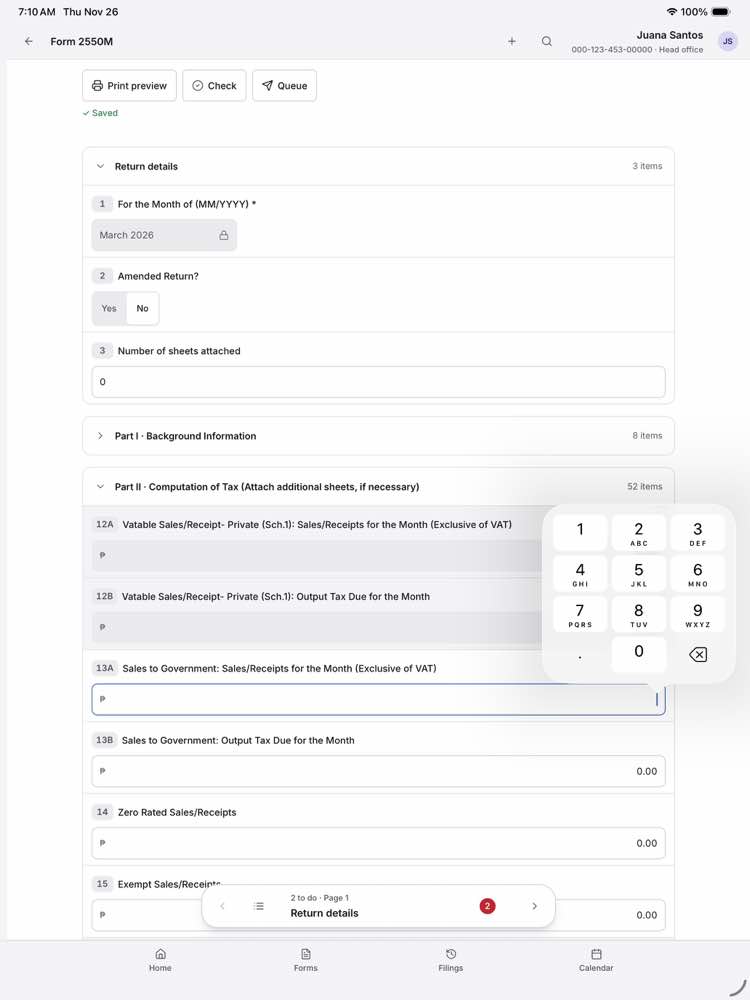 7:10 AM Thu Nov 26
100%
Form 2550M
Juana Santos
000-123-453-00000 · Head office
JS
Print preview
Check
Queue
✓ Saved
Return details
3 items
1 For the Month of (MM/YYYY) *
March 2026
2 Amended Return?
Yes No
3 Number of sheets attached
0
Part I · Background Information
8 items
Part II · Computation of Tax (Attach additional sheets, if necessary)
52 items
12A Vatable Sales/Receipt- Private (Sch.1): Sales/Receipts for the Month (Exclusive of VAT)
₱
12B Vatable Sales/Receipt- Private (Sch.1): Output Tax Due for the Month
₱
13A Sales to Government: Sales/Receipts for the Month (Exclusive of VAT)
₱
1
2 ABC
3 DEF
4 GHI
5 JKL
6 MNO
7 PQRS
8 TUV
9 WXYZ
.
0
13B Sales to Government: Output Tax Due for the Month
₱ 0.00
14 Zero Rated Sales/Receipts
₱ 0.00
15 Exempt Sales/Receipts
₱ 0.00
2 to do · Page 1
Return details
2
Home
Forms
Filings
Calendar